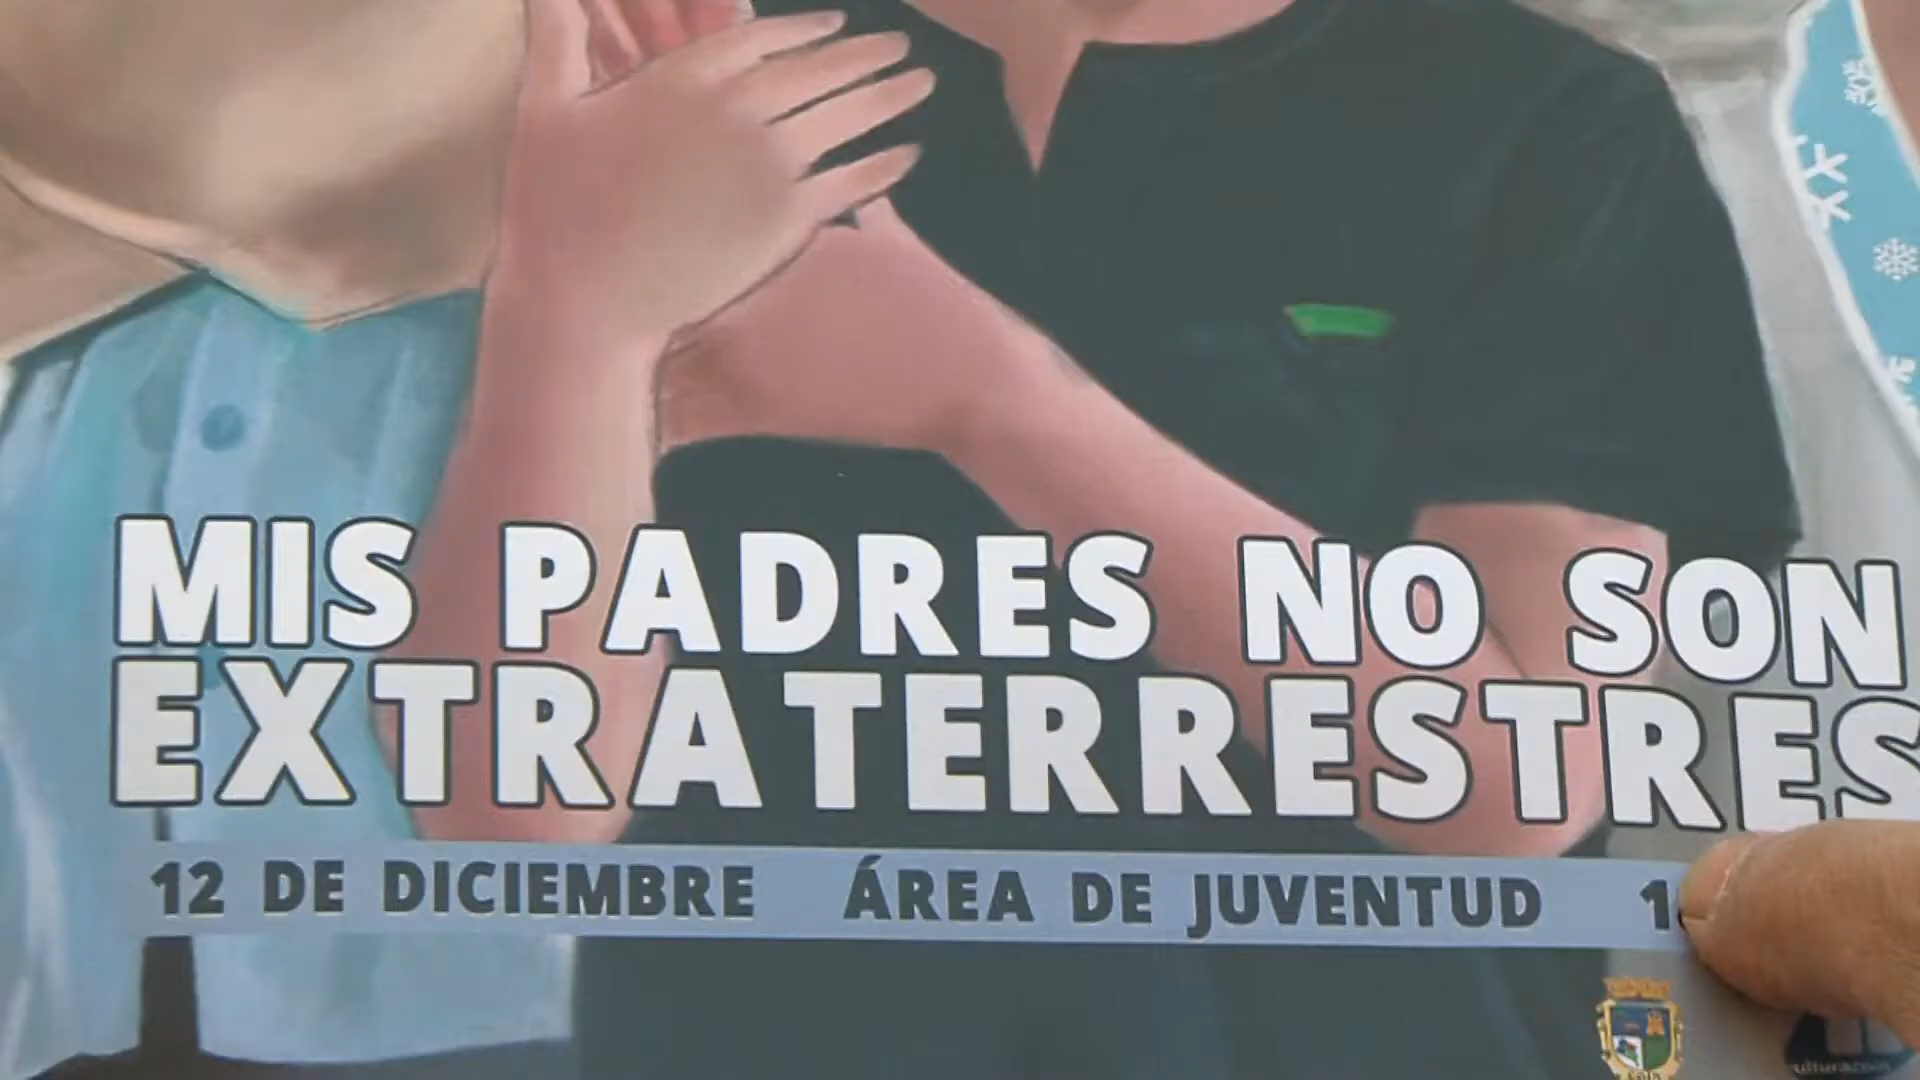 MIS PADRES NO SON
EXTRATERRESTRES
12 DE DICIEMBRE ÁREA DE JUVENTUD